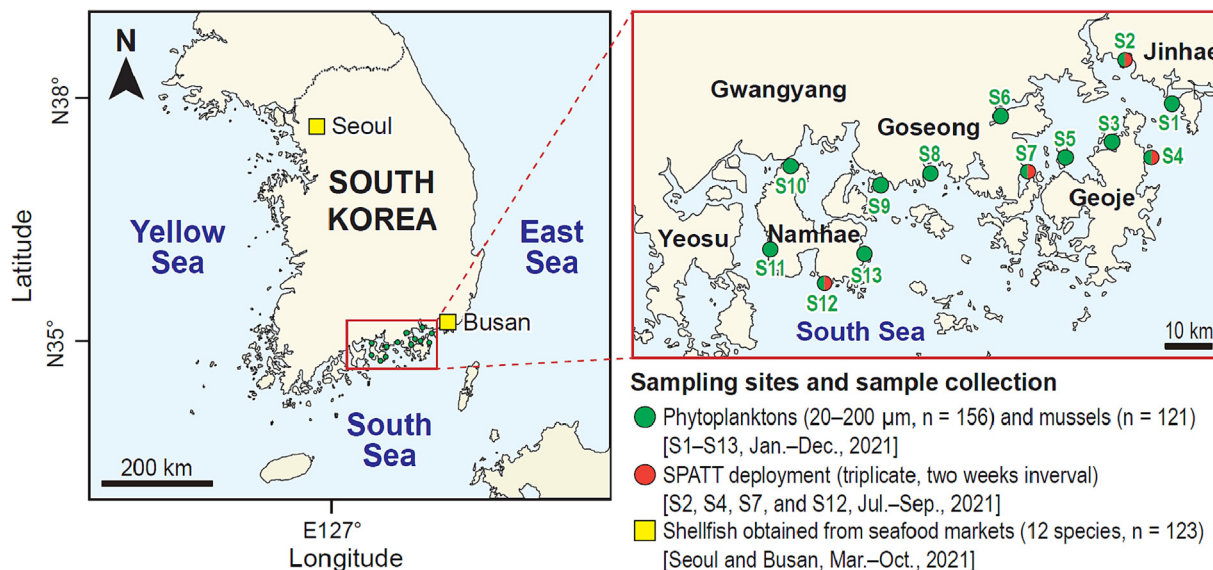 N
N38°
Seoul
SOUTH
KOREA
Yellow
Sea
East
Sea
Latitude
Busan
N35°
South
Sea
200 km
E127°
Longitude
S2
Jinhae
Gwangyang
S6
S1
Goseong
S3
S5
S7
S4
S8
S10
S9
Geoje
Yeosu
Namhae
S11
S13
S12
South Sea
10 km
Sampling sites and sample collection
Phytoplanktons (20–200 µm, n = 156) and mussels (n = 121)
[S1–S13, Jan.–Dec., 2021]
SPATT deployment (triplicate, two weeks inverval)
[S2, S4, S7, and S12, Jul.–Sep., 2021]
Shellfish obtained from seafood markets (12 species, n = 123)
[Seoul and Busan, Mar.–Oct., 2021]